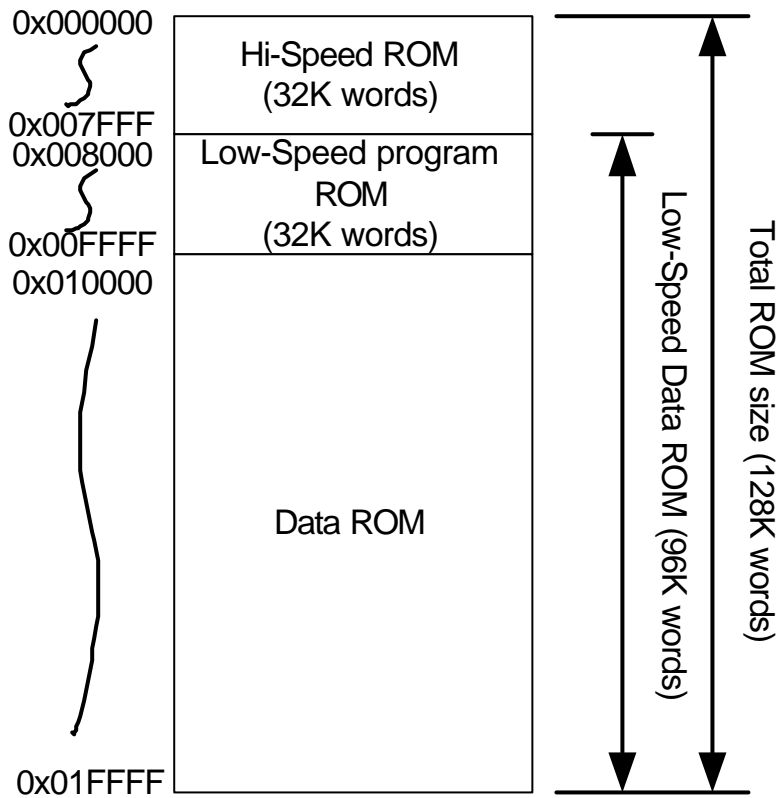 0x000000
Hi-Speed ROM
(32K words)
0x007FFF
0x008000
Low-Speed program
ROM
(32K words)
0x00FFFF
0x010000
Data ROM
0x01FFFF
Low-Speed Data ROM (96K words)
Total ROM size (128K words)